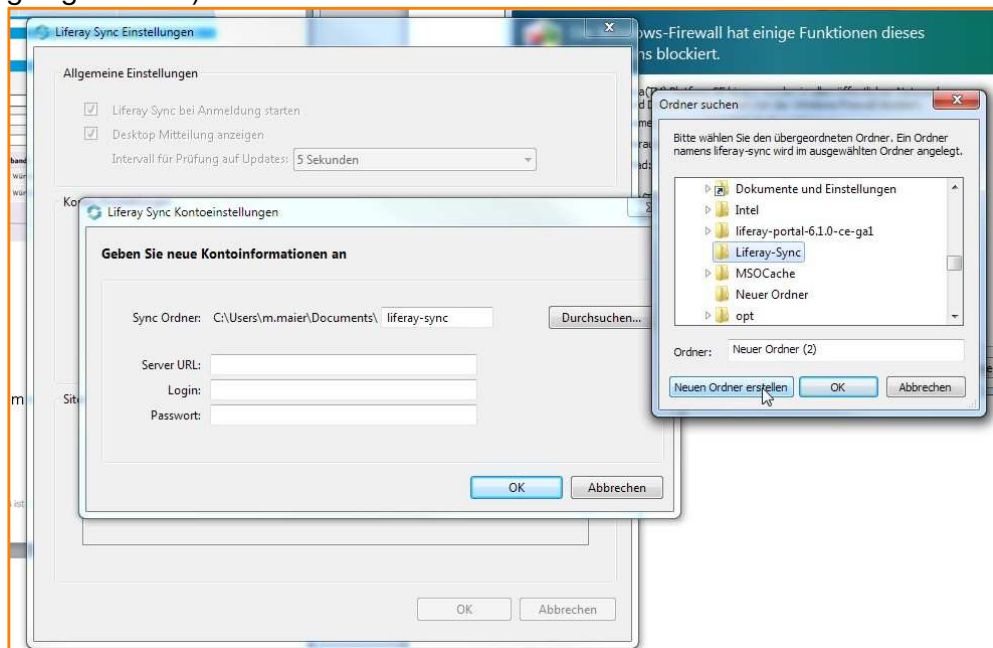 Liferay Sync Einstellungen
Allgemeine Einstellungen
Liferay Sync bei Anmeldung starten
Desktop Mitteilung anzeigen
Intervall für Prüfung auf Updates: 5 Sekunden
Liferay Sync Kontoeinstellungen
Geben Sie neue Kontoinformationen an
Sync Ordner: C:\Users\m.maier\Documents\ liferay-sync Durchsuchen...
Server URL:
Login:
Passwort:
OK Abbrechen
OK Abbrechen
ows-Firewall hat einige Funktionen dieses
ns blockiert.
Ordner suchen
Bitte wählen Sie den übergeordneten Ordner. Ein Ordner
namens liferay-sync wird im ausgewählten Ordner angelegt.
Dokumente und Einstellungen
Intel
liferay-portal-6.1.0-ce-ga1
Liferay-Sync
MSOCache
Neuer Ordner
opt
Ordner: Neuer Ordner (2)
Neuen Ordner erstellen OK Abbrechen